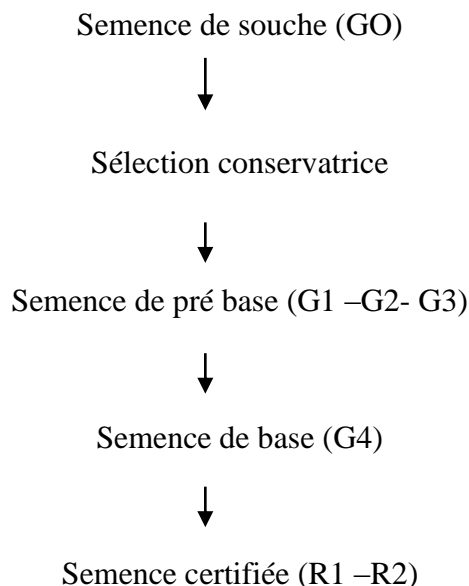 Semence de souche (GO)
Sélection conservatrice
Semence de pré base (G1 –G2- G3)
Semence de base (G4)
Semence certifiée (R1 –R2)